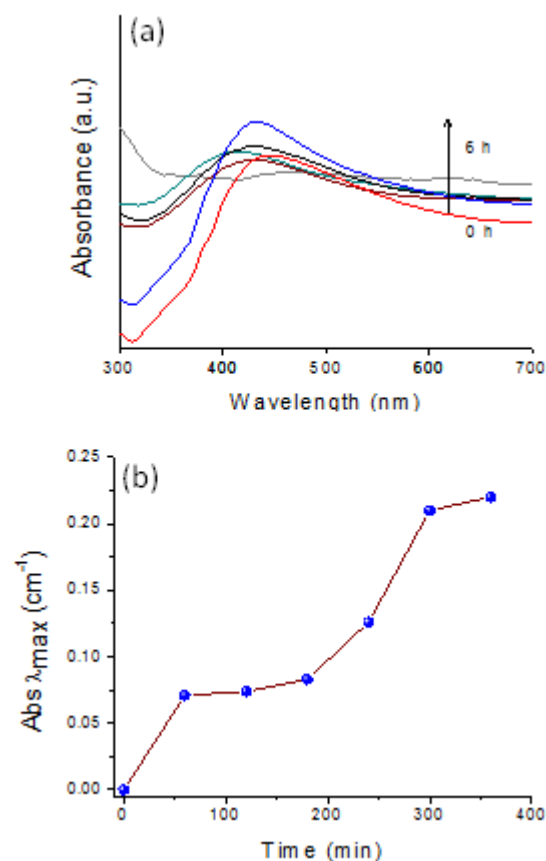 (a)
Absorbance (a.u.)
6 h
0 h
300 400 500 600 700
Wavelength (nm)
(b)
Abs λmax (cm-1)
0.25
0.20
0.15
0.10
0.05
0.00
0 100 200 300 400
Time (min)